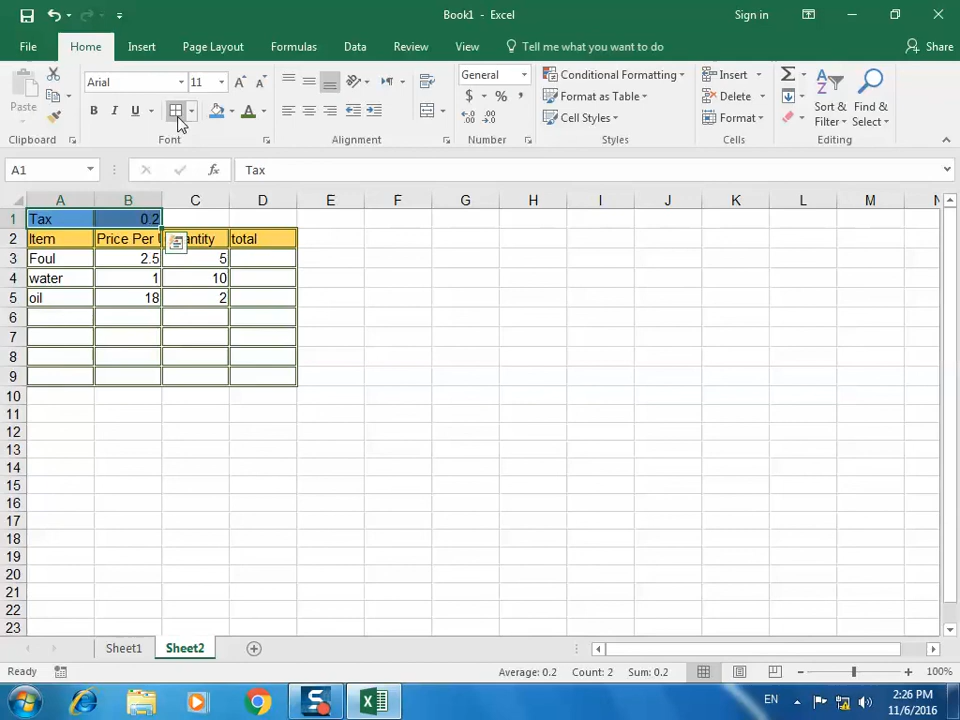 Book1 - Excel
Sign in
File
Home
Insert
Page Layout
Formulas
Data
Review
View
Tell me what you want to do
Share
Paste
Clipboard
Arial
11
B I U
A
Font
Alignment
General
$ % ,
Number
Conditional Formatting
Format as Table
Cell Styles
Styles
Insert
Delete
Format
Cells
Sort & Filter
Find & Select
Editing
A1
fx
Tax
A B C D E F G H I J K L M N
1 Tax 0.2
2 Item Price Per total
3 Foul 2.5 5
4 water 1 10
5 oil 18 2
6
7
8
9
10
11
12
13
14
15
16
17
18
19
20
21
22
23
Sheet1
Sheet2
Ready
Average: 0.2 Count: 2 Sum: 0.2
100%
EN
2:26 PM
11/6/2016